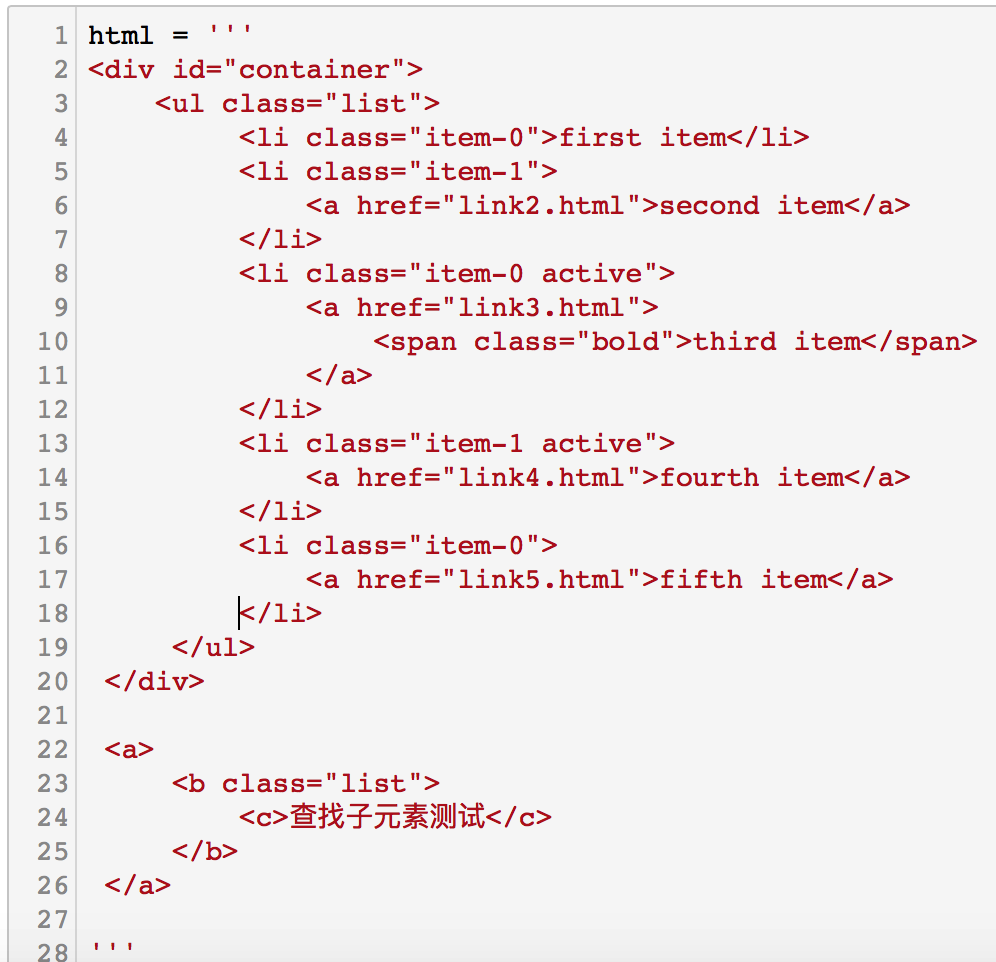 1 html = '''
2 <div id="container">
3     <ul class="list">
4          <li class="item-0">first item</li>
5          <li class="item-1">
6              <a href="link2.html">second item</a>
7          </li>
8          <li class="item-0 active">
9              <a href="link3.html">
10                 <span class="bold">third item</span>
11             </a>
12         </li>
13         <li class="item-1 active">
14             <a href="link4.html">fourth item</a>
15         </li>
16         <li class="item-0">
17             <a href="link5.html">fifth item</a>
18         </li>
19     </ul>
20 </div>
21
22 <a>
23     <b class="list">
24         <c>查找子元素测试</c>
25     </b>
26 </a>
27
28 '''